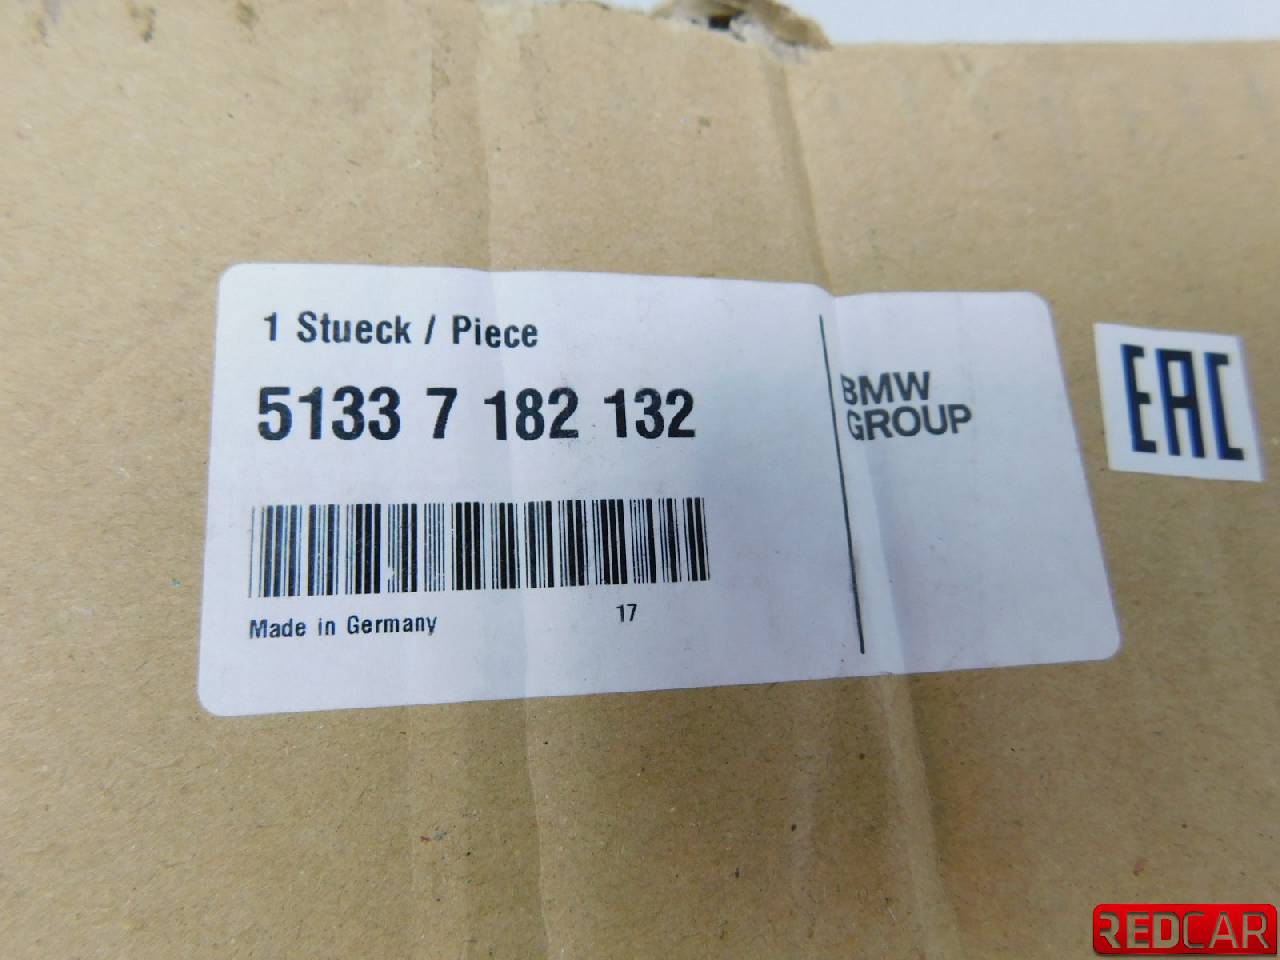 1 Stueck / Piece
5133 7 182 132
BMW
GROUP
EAC
Made in Germany
17
REDCAR